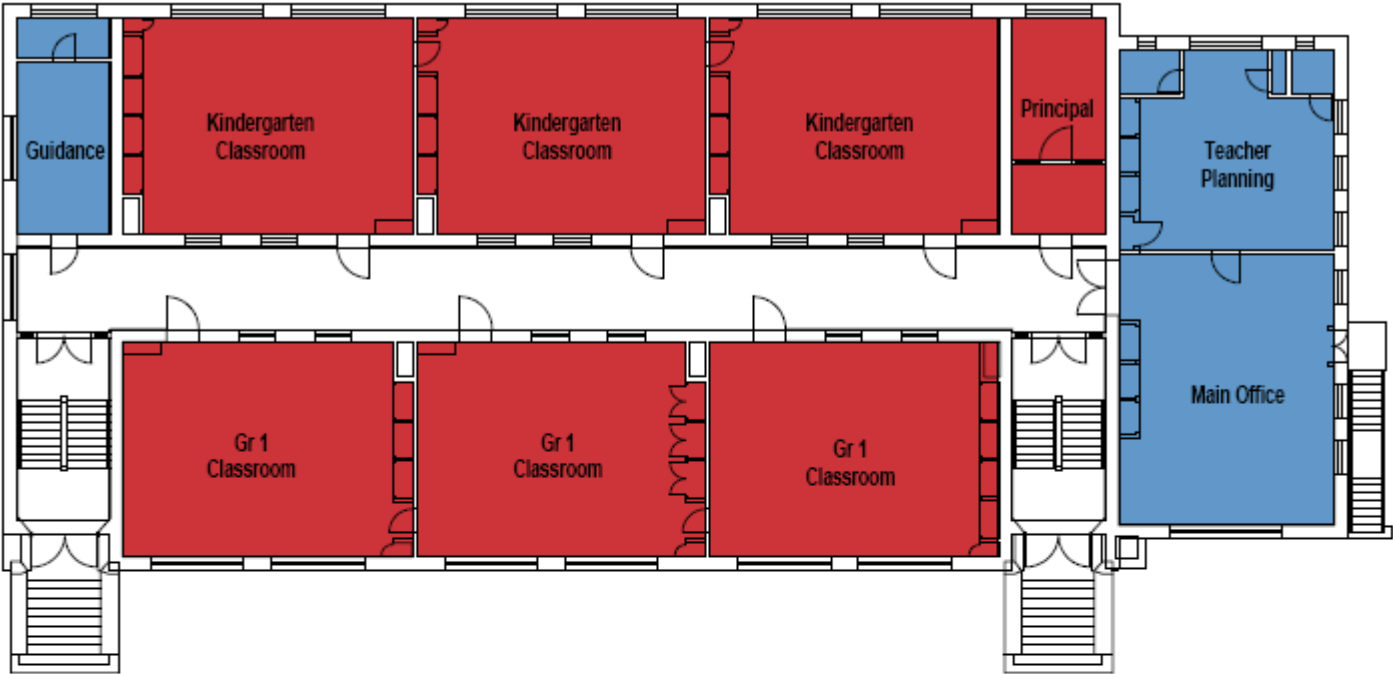 Guidance
Kindergarten
Classroom
Kindergarten
Classroom
Kindergarten
Classroom
Principal
Teacher
Planning
Gr 1
Classroom
Gr 1
Classroom
Gr 1
Classroom
Main Office